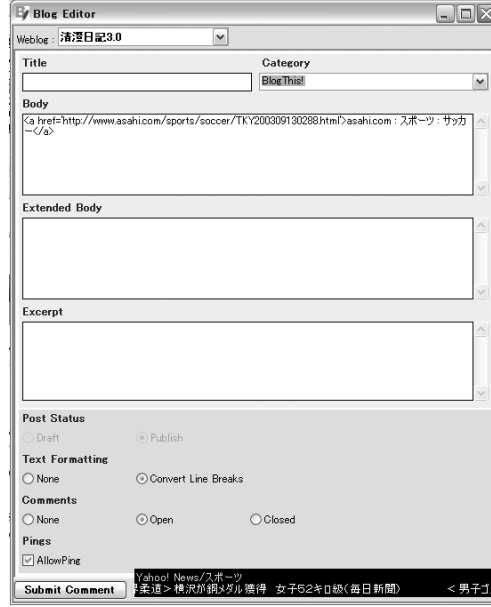 Blog Editor
Weblog : 清澄日記3.0
Title
Category
BlogThis!
Body
<a href='http://www.asahi.com/sports/soccer/TKY200309130288.html'>asahi.com : スポーツ : サッカ
ー</a>
Extended Body
Excerpt
Post Status
Draft
Publish
Text Formatting
None
Convert Line Breaks
Comments
None
Open
Closed
Pings
AllowPing
Submit Comment
Yahoo! News/スポーツ
柔道> 横沢が銅メダル獲得 女子52キロ級(毎日新聞) < 男子ゴ